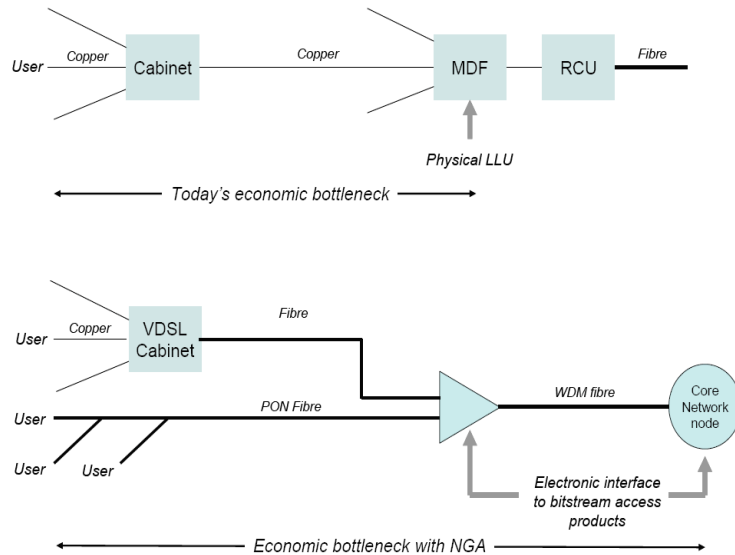 User
Copper
Cabinet
Copper
MDF
RCU
Fibre
Physical LLU
Today's economic bottleneck
User
Copper
VDSL
Cabinet
Fibre
User
PON Fibre
WDM fibre
Core
Network
node
User
User
Electronic interface
to bitstream access
products
Economic bottleneck with NGA